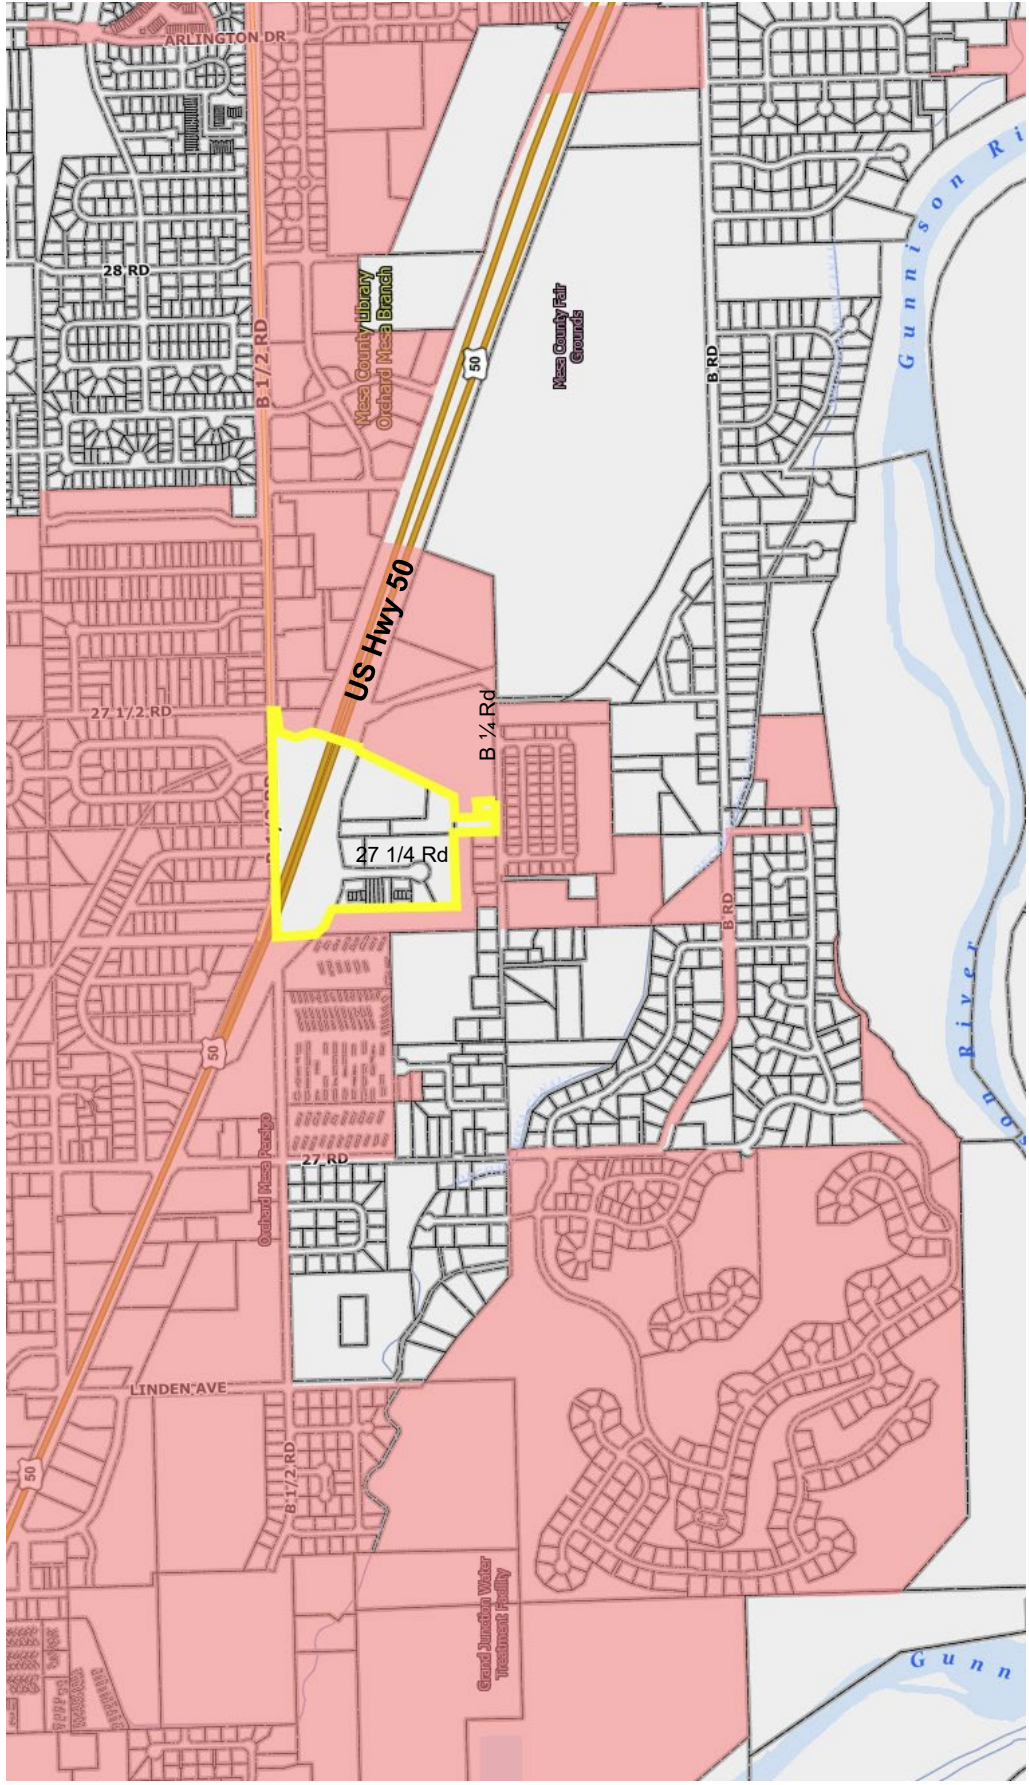 ARLINGTON DR
28 RD
B 1/2 RD
Mesa County Library
Orchard Mesa Branch
50
Mesa County Fair
Grounds
B RD
Gunnison Ri
US Hwy 50
27 1/2 RD
B ¼ Rd
27 1/4 Rd
B RD
River
50
Orchard Mesa Persigo
27 RD
LINDEN AVE
50
B 1/2 RD
Grand Junction Water
Treatment Facility
Gunn